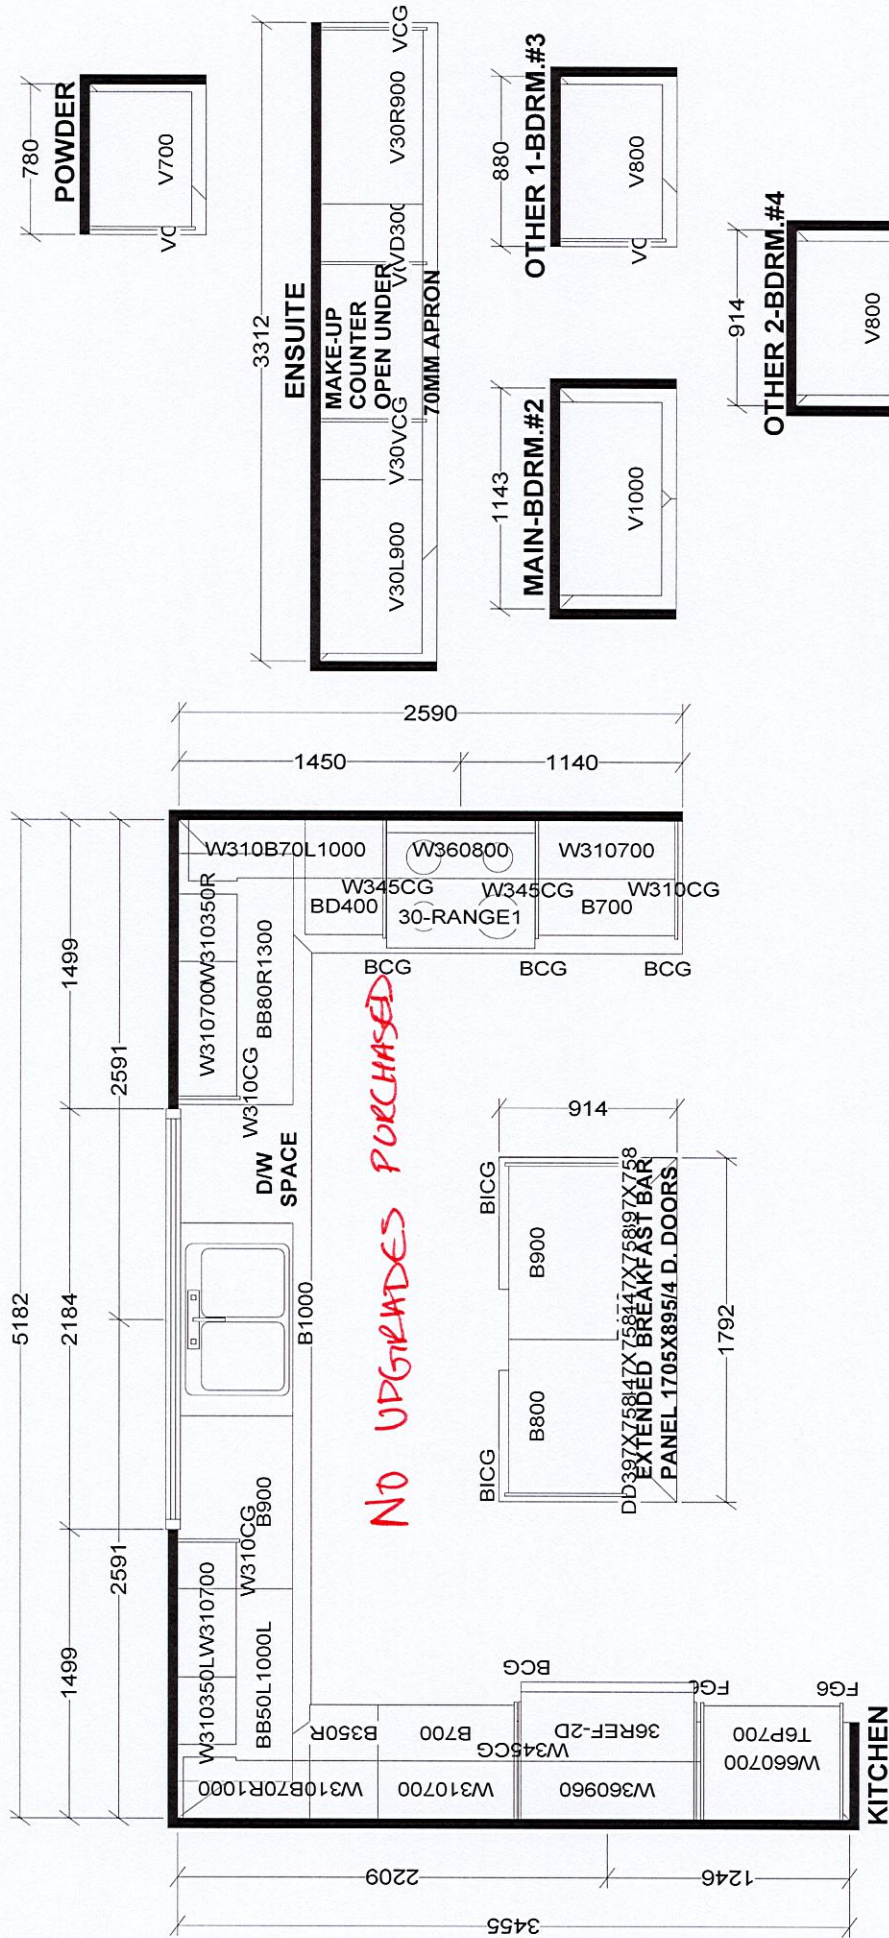 780
POWDER
V700
3312
ENSUITE
MAKE-UP
COUNTER
OPEN UNDER
70MM APRON
V30L900
V30VCG
VD300
V30R900
VCG
1143
MAIN-BDRM.#2
V1000
880
OTHER 1-BDRM.#3
V800
914
OTHER 2-BDRM.#4
V800
5182
1499
2184
1499
2591
2591
2590
1450
1140
W310350LW310700
W310CG
BB50L1000L
B900
B1000
D/W
SPACE
W310CG
W310700W310350R
BB80R1300
W310B70L1000
W360800
W310700
W345CG
W345CG
W310CG
BD400
30-RANGE1
B700
BCG
BCG
BCG
NO UPGRADES PURCHASED
W310B70R1000
B350R
W310700
B700
W345CG
BCG
W360960
36REF-2D
W660700
T6P700
FG6
FG6
2209
1246
3455
KITCHEN
BICG
BICG
B800
B900
914
EXTENDED BREAKFAST BAR
PANEL 1705X895/4 D. DOORS
1792